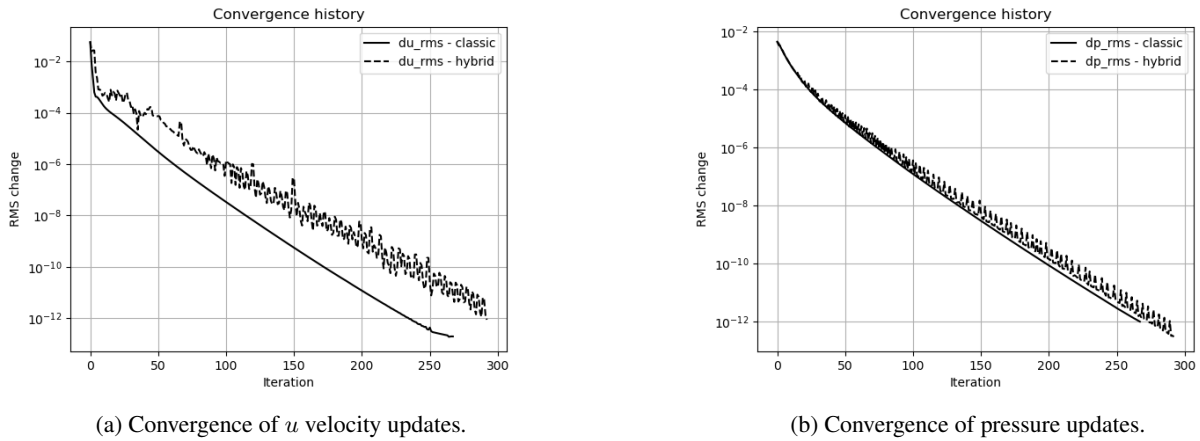 Convergence history
du_rms - classic
du_rms - hybrid
RMS change
10⁻²
10⁻⁴
10⁻⁶
10⁻⁸
10⁻¹⁰
10⁻¹²
0 50 100 150 200 250 300
Iteration
(a) Convergence of u velocity updates.
Convergence history
dp_rms - classic
dp_rms - hybrid
RMS change
10⁻²
10⁻⁴
10⁻⁶
10⁻⁸
10⁻¹⁰
10⁻¹²
0 50 100 150 200 250 300
Iteration
(b) Convergence of pressure updates.